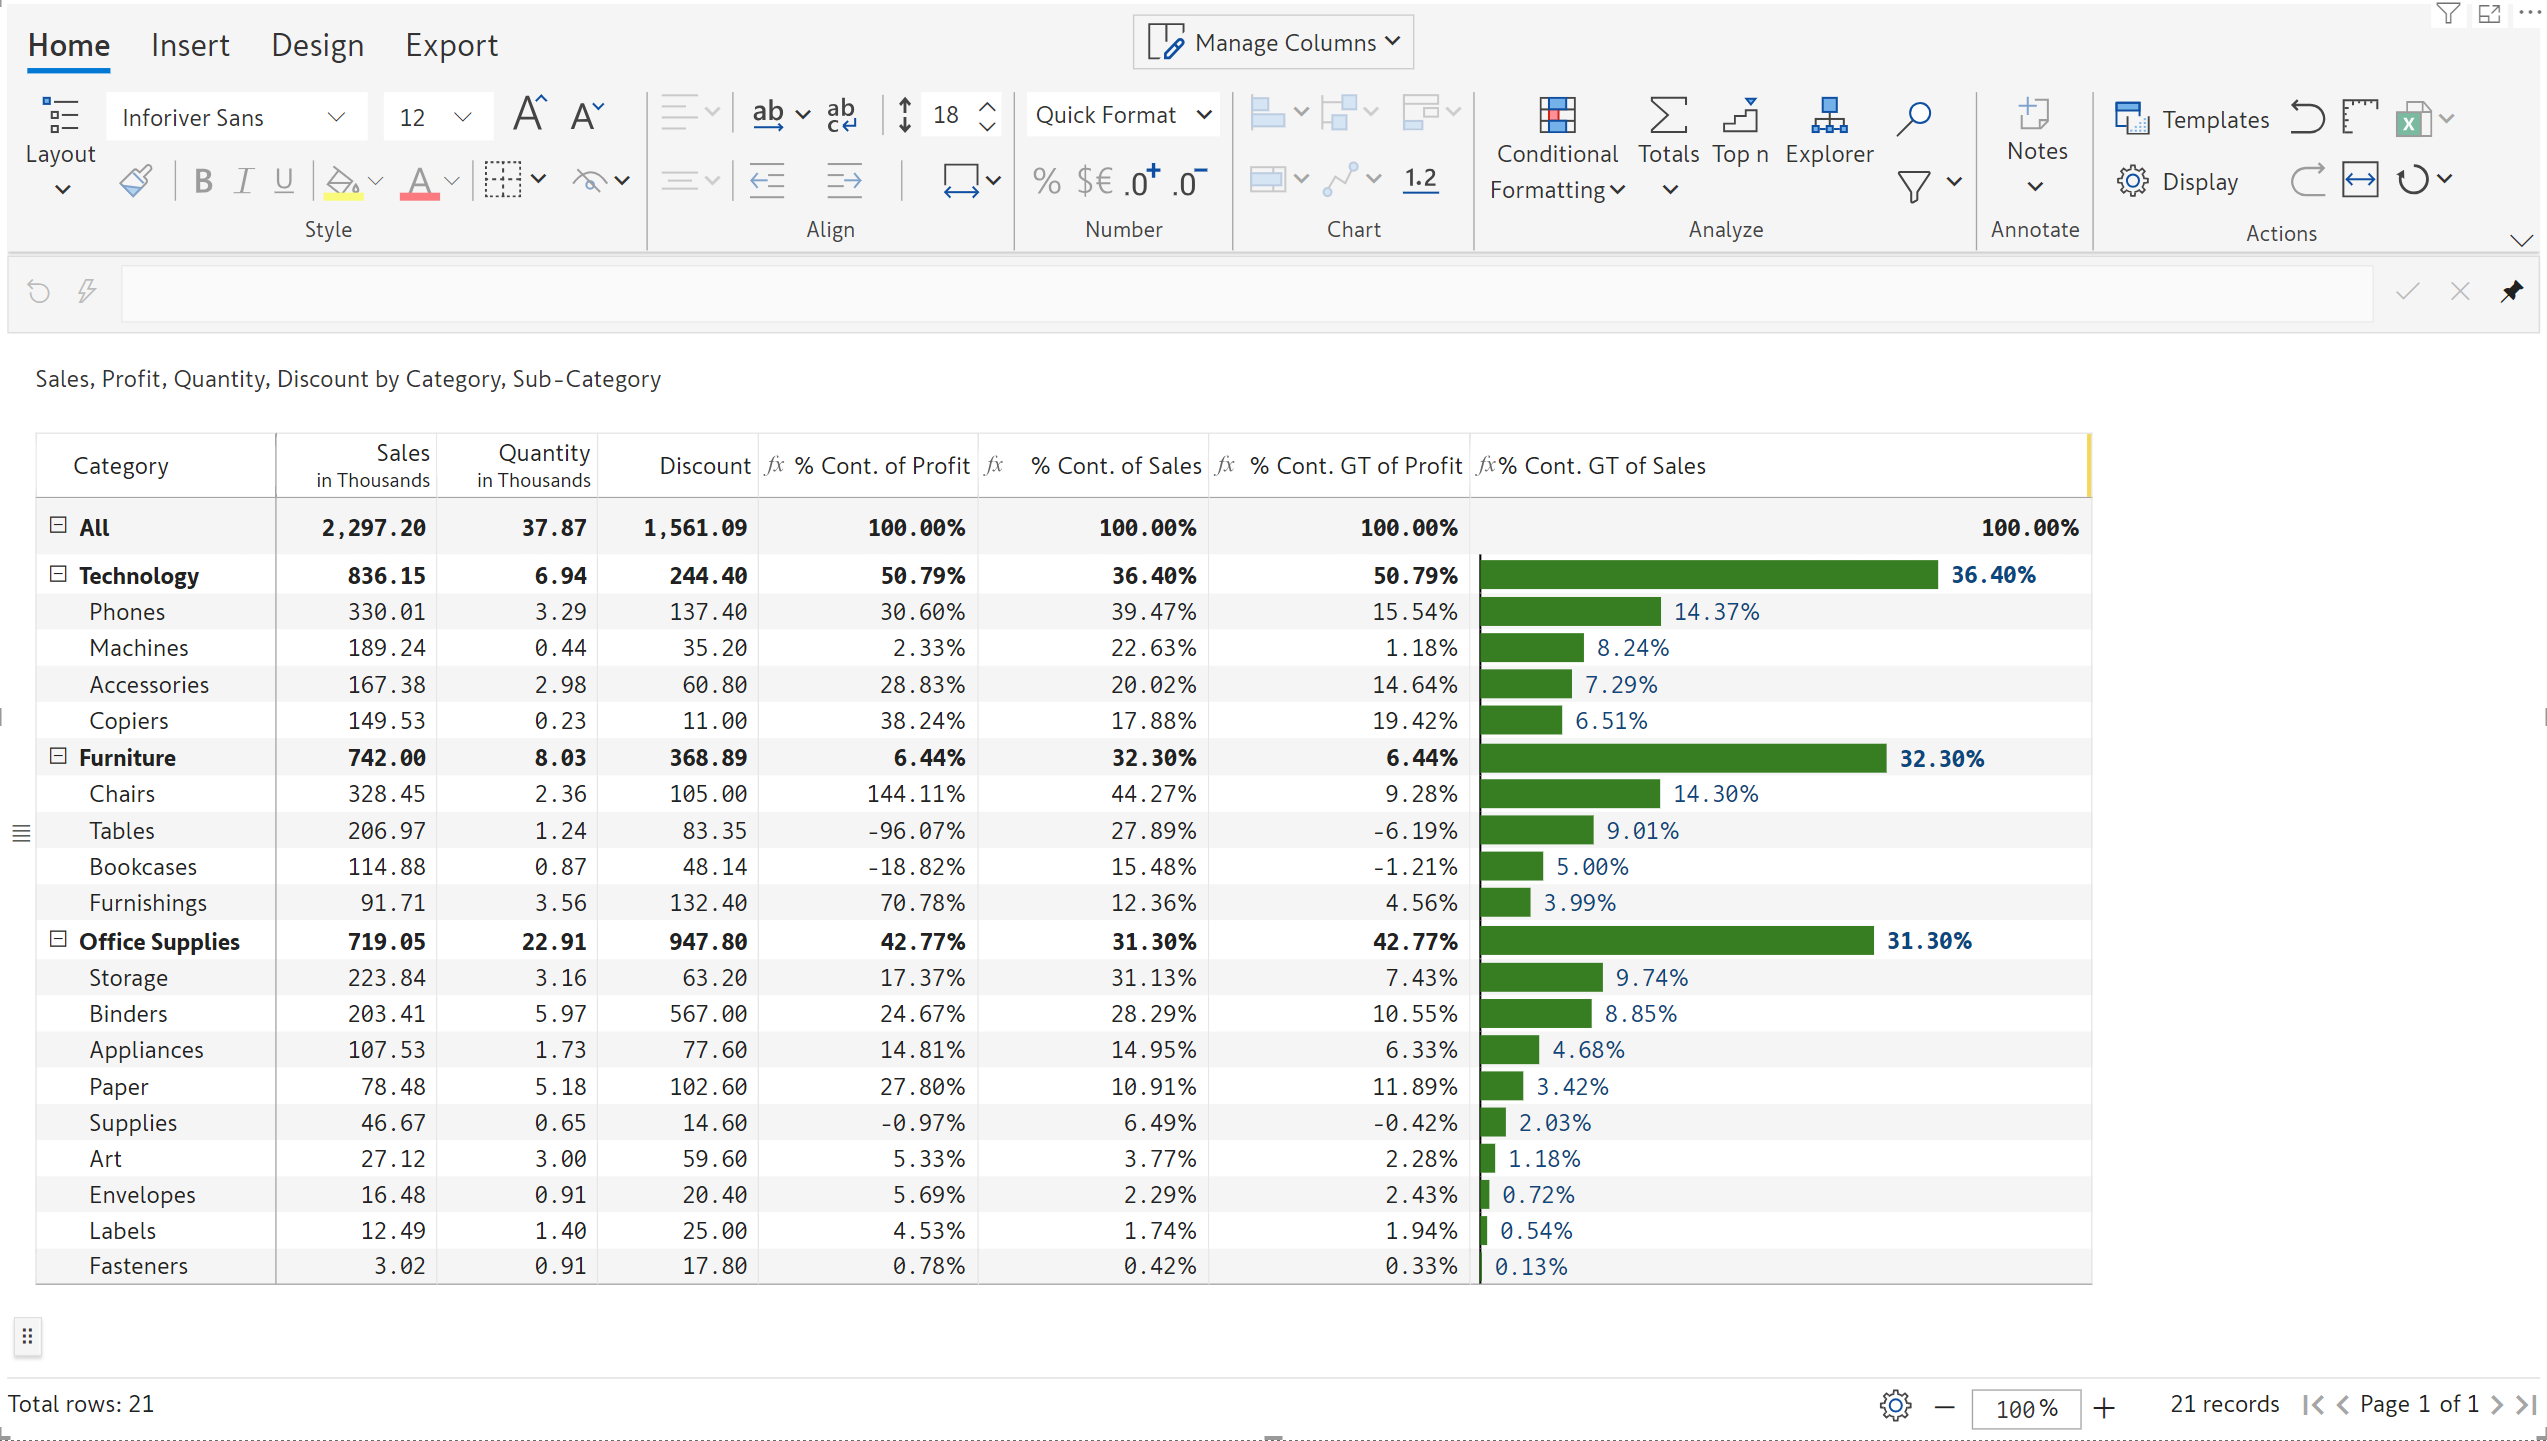 Home Insert Design Export Manage Columns
Inforiver Sans 12 ab ab c 18 Quick Format
Layout Conditional Formatting Totals Top n Explorer Notes Templates X
B I U A % $€ .0+ .0- 1.2 Display
Style Align Number Chart Analyze Annotate Actions
Sales, Profit, Quantity, Discount by Category, Sub-Category
Category Sales in Thousands Quantity in Thousands Discount fx % Cont. of Profit fx % Cont. of Sales fx % Cont. GT of Profit fx % Cont. GT of Sales
All 2,297.20 37.87 1,561.09 100.00% 100.00% 100.00% 100.00%
Technology 836.15 6.94 244.40 50.79% 36.40% 50.79% 36.40%
Phones 330.01 3.29 137.40 30.60% 39.47% 15.54% 14.37%
Machines 189.24 0.44 35.20 2.33% 22.63% 1.18% 8.24%
Accessories 167.38 2.98 60.80 28.83% 20.02% 14.64% 7.29%
Copiers 149.53 0.23 11.00 38.24% 17.88% 19.42% 6.51%
Furniture 742.00 8.03 368.89 6.44% 32.30% 6.44% 32.30%
Chairs 328.45 2.36 105.00 144.11% 44.27% 9.28% 14.30%
Tables 206.97 1.24 83.35 -96.07% 27.89% -6.19% 9.01%
Bookcases 114.88 0.87 48.14 -18.82% 15.48% -1.21% 5.00%
Furnishings 91.71 3.56 132.40 70.78% 12.36% 4.56% 3.99%
Office Supplies 719.05 22.91 947.80 42.77% 31.30% 42.77% 31.30%
Storage 223.84 3.16 63.20 17.37% 31.13% 7.43% 9.74%
Binders 203.41 5.97 567.00 24.67% 28.29% 10.55% 8.85%
Appliances 107.53 1.73 77.60 14.81% 14.95% 6.33% 4.68%
Paper 78.48 5.18 102.60 27.80% 10.91% 11.89% 3.42%
Supplies 46.67 0.65 14.60 -0.97% 6.49% -0.42% 2.03%
Art 27.12 3.00 59.60 5.33% 3.77% 2.28% 1.18%
Envelopes 16.48 0.91 20.40 5.69% 2.29% 2.43% 0.72%
Labels 12.49 1.40 25.00 4.53% 1.74% 1.94% 0.54%
Fasteners 3.02 0.91 17.80 0.78% 0.42% 0.33% 0.13%
Total rows: 21 100% 21 records Page 1 of 1